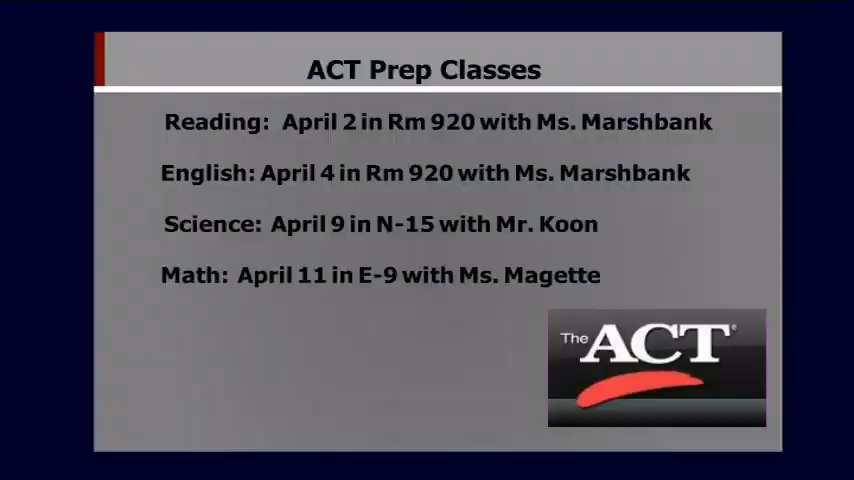 ACT Prep Classes
Reading: April 2 in Rm 920 with Ms. Marshbank
English: April 4 in Rm 920 with Ms. Marshbank
Science: April 9 in N-15 with Mr. Koon
Math: April 11 in E-9 with Ms. Magette
The ACT®